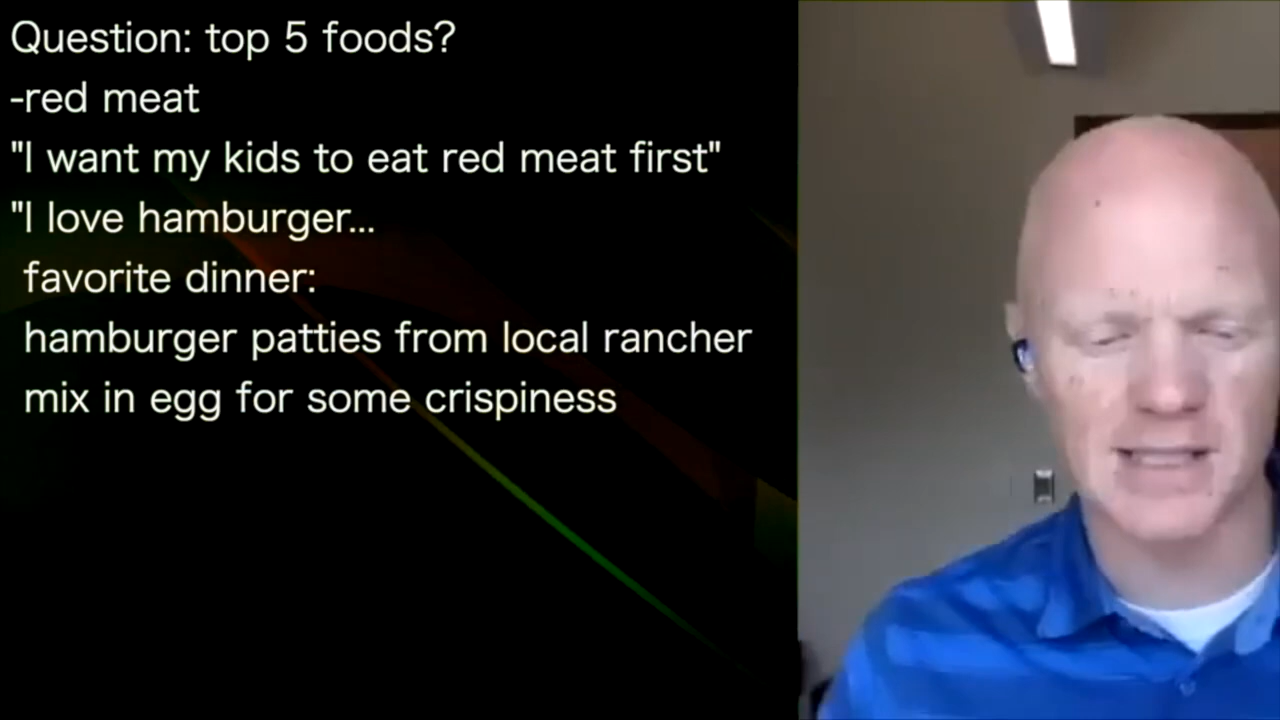 Question: top 5 foods?
-red meat
"I want my kids to eat red meat first"
"I love hamburger...
favorite dinner:
hamburger patties from local rancher
mix in egg for some crispiness